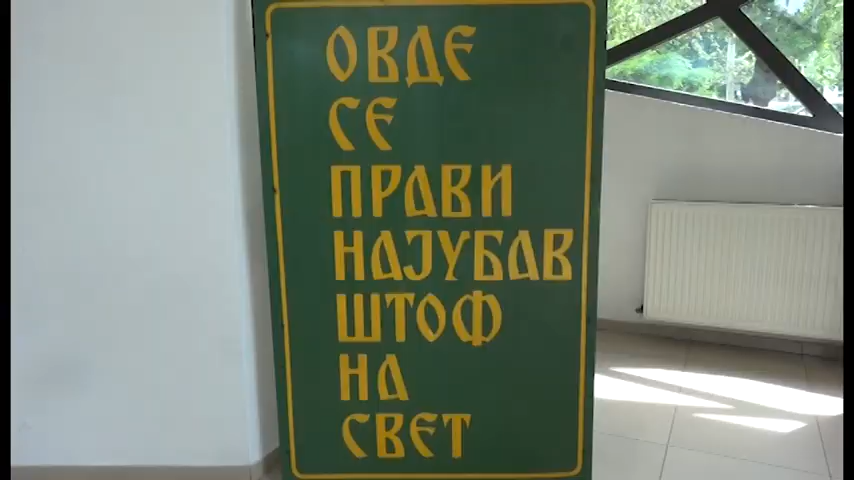 ОВДЕ
СЕ
ПРАВИ
НАЈУБАВ
ШТОФ
НА
СВЕТ